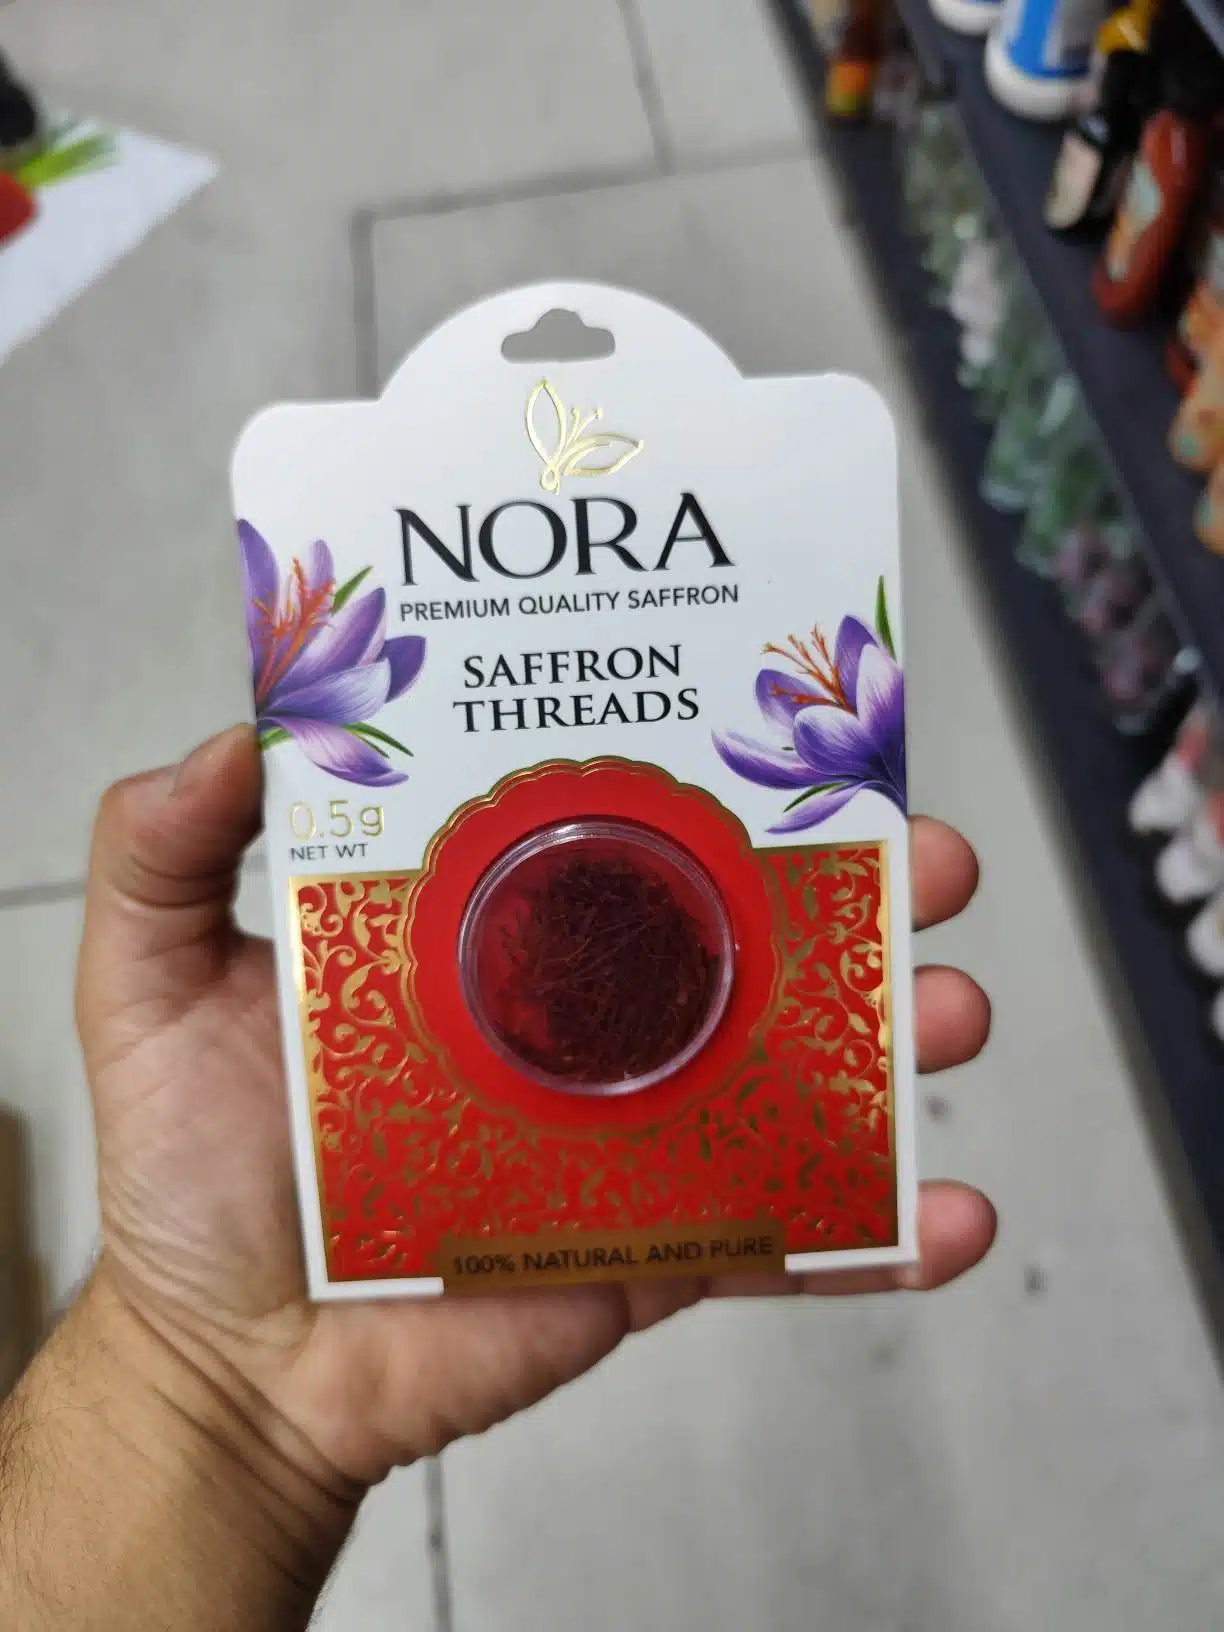 NORA
PREMIUM QUALITY SAFFRON
SAFFRON
THREADS
0.5g
NET WT
100% NATURAL AND PURE